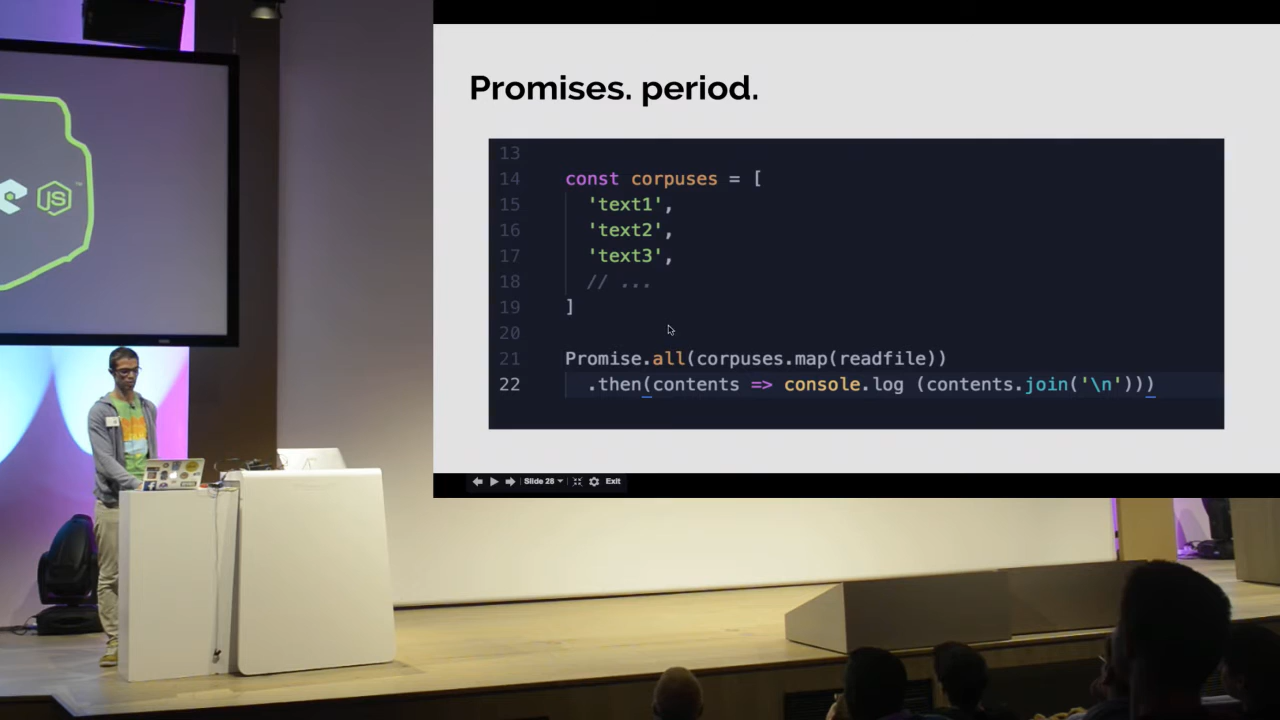 JS
Promises. period.
13
14 const corpuses = [
15 'text1',
16 'text2',
17 'text3',
18 // ...
19 ]
20
21 Promise.all(corpuses.map(readfile))
22 .then(contents => console.log (contents.join('\n')))
Slide 28 Exit